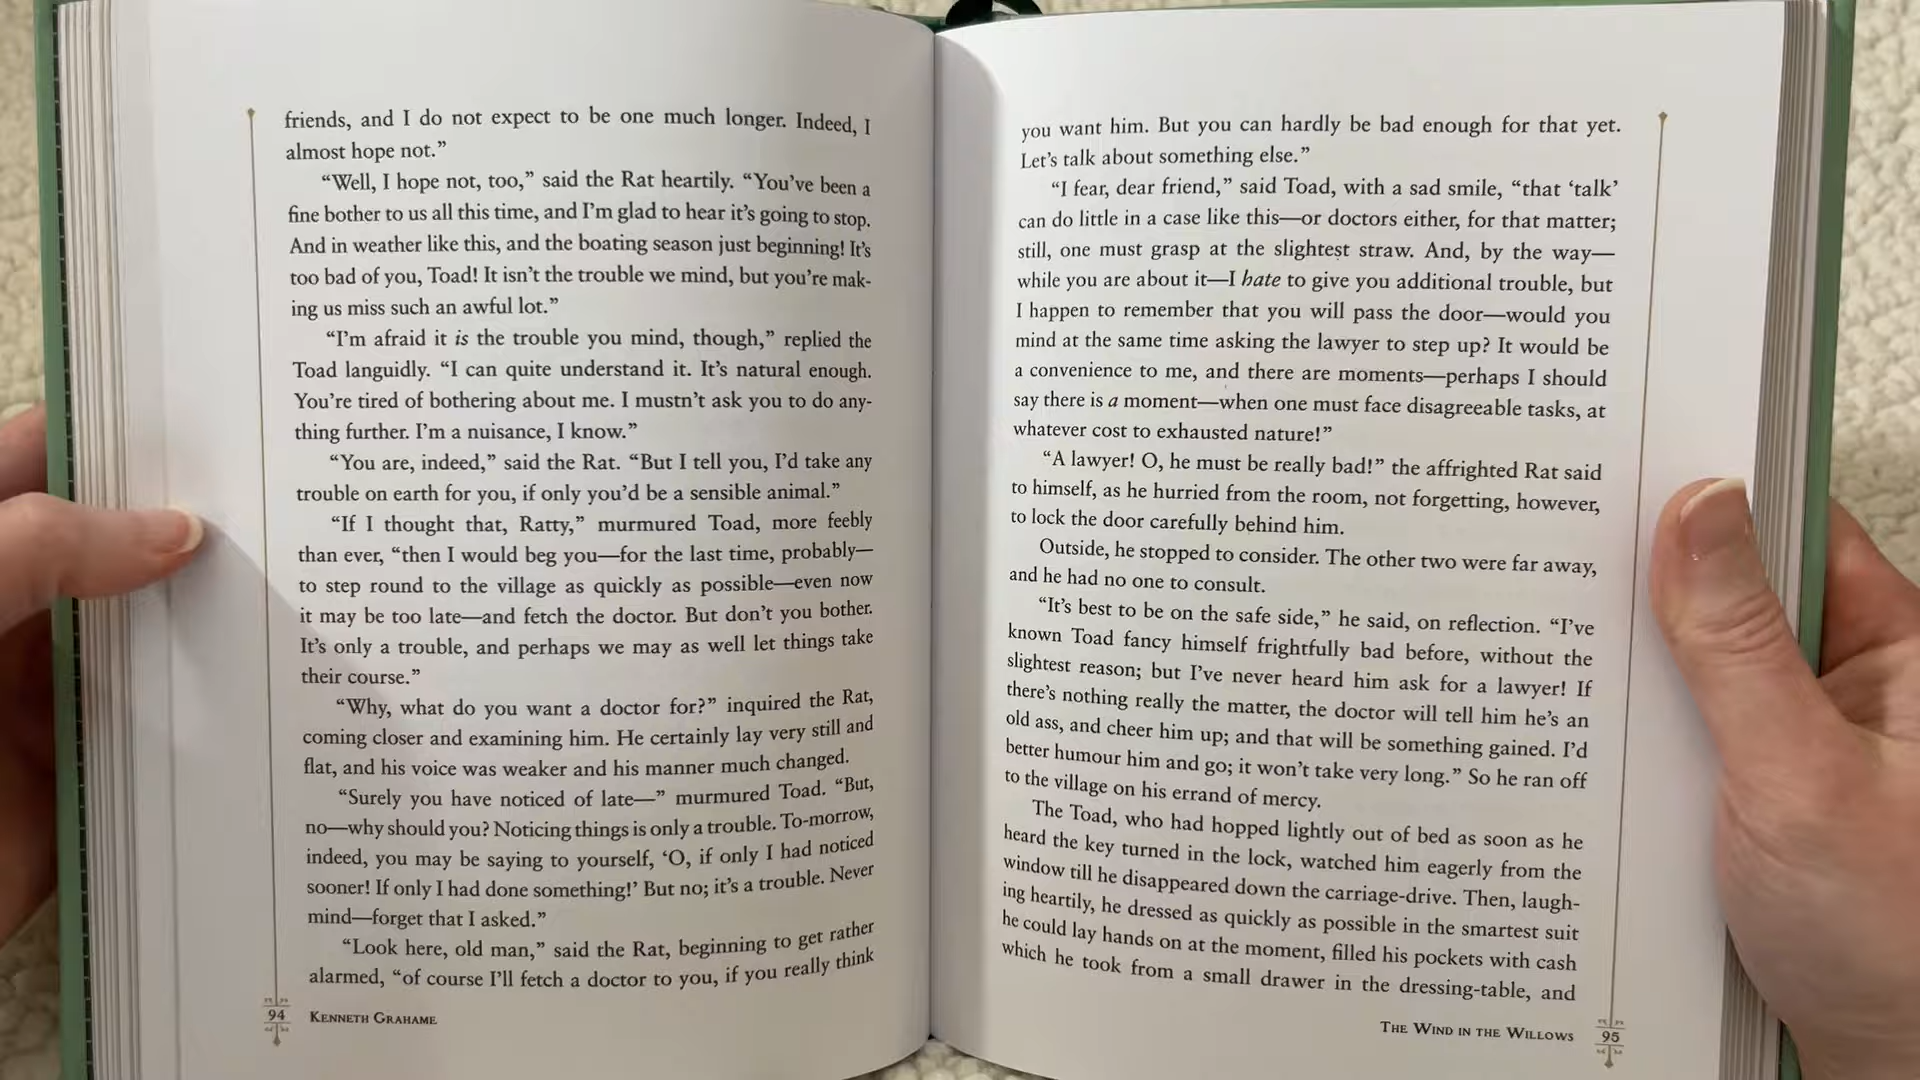 friends, and I do not expect to be one much longer. Indeed, I
almost hope not.”
“Well, I hope not, too,” said the Rat heartily. “You’ve been a
fine bother to us all this time, and I’m glad to hear it’s going to stop.
And in weather like this, and the boating season just beginning! It’s
too bad of you, Toad! It isn’t the trouble we mind, but you’re mak-
ing us miss such an awful lot.”
“I’m afraid it is the trouble you mind, though,” replied the
Toad languidly. “I can quite understand it. It’s natural enough.
You’re tired of bothering about me. I mustn’t ask you to do any-
thing further. I’m a nuisance, I know.”
“You are, indeed,” said the Rat. “But I tell you, I’d take any
trouble on earth for you, if only you’d be a sensible animal.”
“If I thought that, Ratty,” murmured Toad, more feebly
than ever, “then I would beg you—for the last time, probably—
to step round to the village as quickly as possible—even now
it may be too late—and fetch the doctor. But don’t you bother.
It’s only a trouble, and perhaps we may as well let things take
their course.”
“Why, what do you want a doctor for?” inquired the Rat,
coming closer and examining him. He certainly lay very still and
flat, and his voice was weaker and his manner much changed.
“Surely you have noticed of late—” murmured Toad. “But,
no—why should you? Noticing things is only a trouble. To-morrow,
indeed, you may be saying to yourself, ‘O, if only I had noticed
sooner! If only I had done something!’ But no; it’s a trouble. Never
mind—forget that I asked.”
“Look here, old man,” said the Rat, beginning to get rather
alarmed, “of course I’ll fetch a doctor to you, if you really think
94 Kenneth Grahame
you want him. But you can hardly be bad enough for that yet.
Let’s talk about something else.”
“I fear, dear friend,” said Toad, with a sad smile, “that ‘talk’
can do little in a case like this—or doctors either, for that matter;
still, one must grasp at the slightest straw. And, by the way—
while you are about it—I hate to give you additional trouble, but
I happen to remember that you will pass the door—would you
mind at the same time asking the lawyer to step up? It would be
a convenience to me, and there are moments—perhaps I should
say there is a moment—when one must face disagreeable tasks, at
whatever cost to exhausted nature!”
“A lawyer! O, he must be really bad!” the affrighted Rat said
to himself, as he hurried from the room, not forgetting, however,
to lock the door carefully behind him.
Outside, he stopped to consider. The other two were far away,
and he had no one to consult.
“It’s best to be on the safe side,” he said, on reflection. “I’ve
known Toad fancy himself frightfully bad before, without the
slightest reason; but I’ve never heard him ask for a lawyer! If
there’s nothing really the matter, the doctor will tell him he’s an
old ass, and cheer him up; and that will be something gained. I’d
better humour him and go; it won’t take very long.” So he ran off
to the village on his errand of mercy.
The Toad, who had hopped lightly out of bed as soon as he
heard the key turned in the lock, watched him eagerly from the
window till he disappeared down the carriage-drive. Then, laugh-
ing heartily, he dressed as quickly as possible in the smartest suit
he could lay hands on at the moment, filled his pockets with cash
which he took from a small drawer in the dressing-table, and
The Wind in the Willows 95